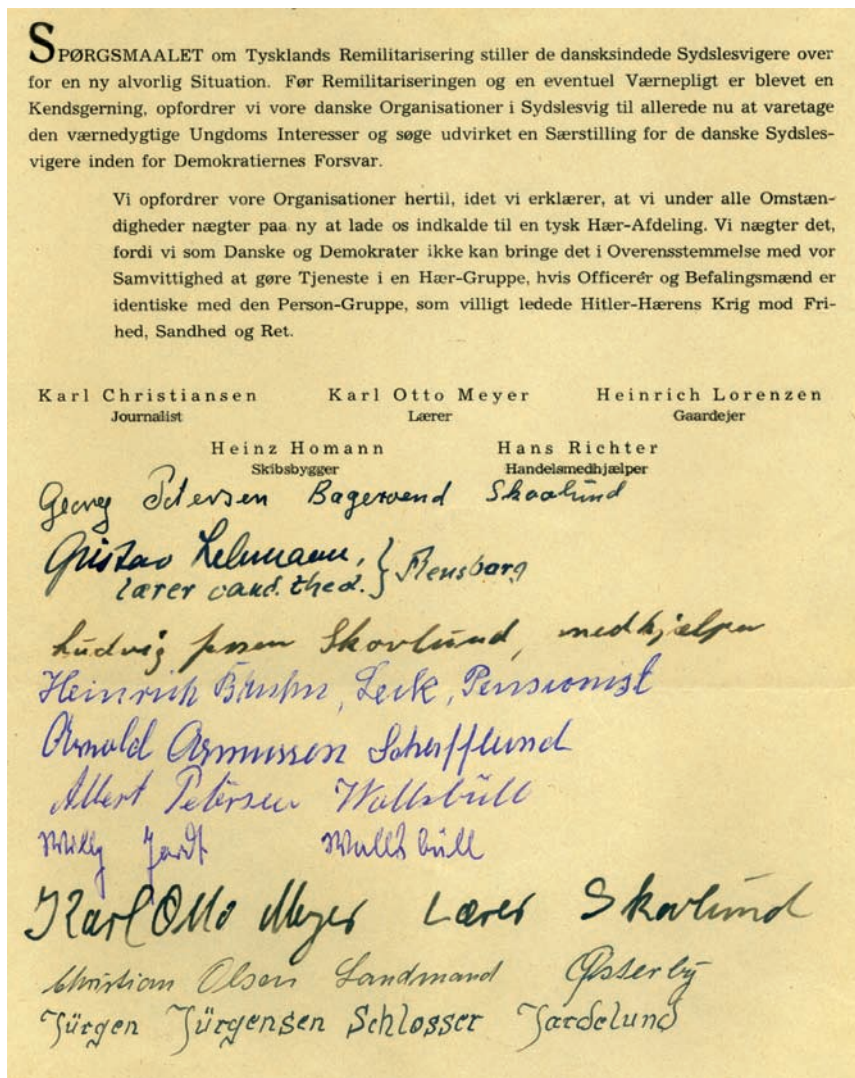 SPØRGSMAALET om Tysklands Remilitarisering stiller de dansksindede Sydslesvigere over
for en ny alvorlig Situation. Før Remilitariseringen og en eventuel Værnepligt er blevet en
Kendsgerning, opfordrer vi vore danske Organisationer i Sydslesvig til allerede nu at varetage
den værnedygtige Ungdoms Interesser og søge udvirket en Særstilling for de danske Sydsles-
vigere inden for Demokratiernes Forsvar.
Vi opfordrer vore Organisationer hertil, idet vi erklærer, at vi under alle Omstæn-
digheder nægter paa ny at lade os indkalde til en tysk Hær-Afdeling. Vi nægter det,
fordi vi som Danske og Demokrater ikke kan bringe det i Overensstemmelse med vor
Samvittighed at gøre Tjeneste i en Hær-Gruppe, hvis Officerér og Befalingsmænd er
identiske med den Person-Gruppe, som villigt ledede Hitler-Hærens Krig mod Fri-
hed, Sandhed og Ret.
Karl Christiansen Karl Otto Meyer Heinrich Lorenzen
Journalist Lærer Gaardejer
Heinz Homann Hans Richter
Skibsbygger Handelsmedhjælper
Georg Petersen Bagersvend Skovlund
Gustav Lehmann, } Flensborg
lærer cand. theol.
Ludvig Skovlund, medhjælper
Heinrich Bruhn, Leck, Pensionist
Arnold Asmussen Schafflund
Albert Petersen Wallsbüll
Willy Wallsbüll
Karl Otto Meyer Lærer Skovlund
Christian Olsen Landmand Østerby
Jürgen Jürgensen Schlosser Jardelund